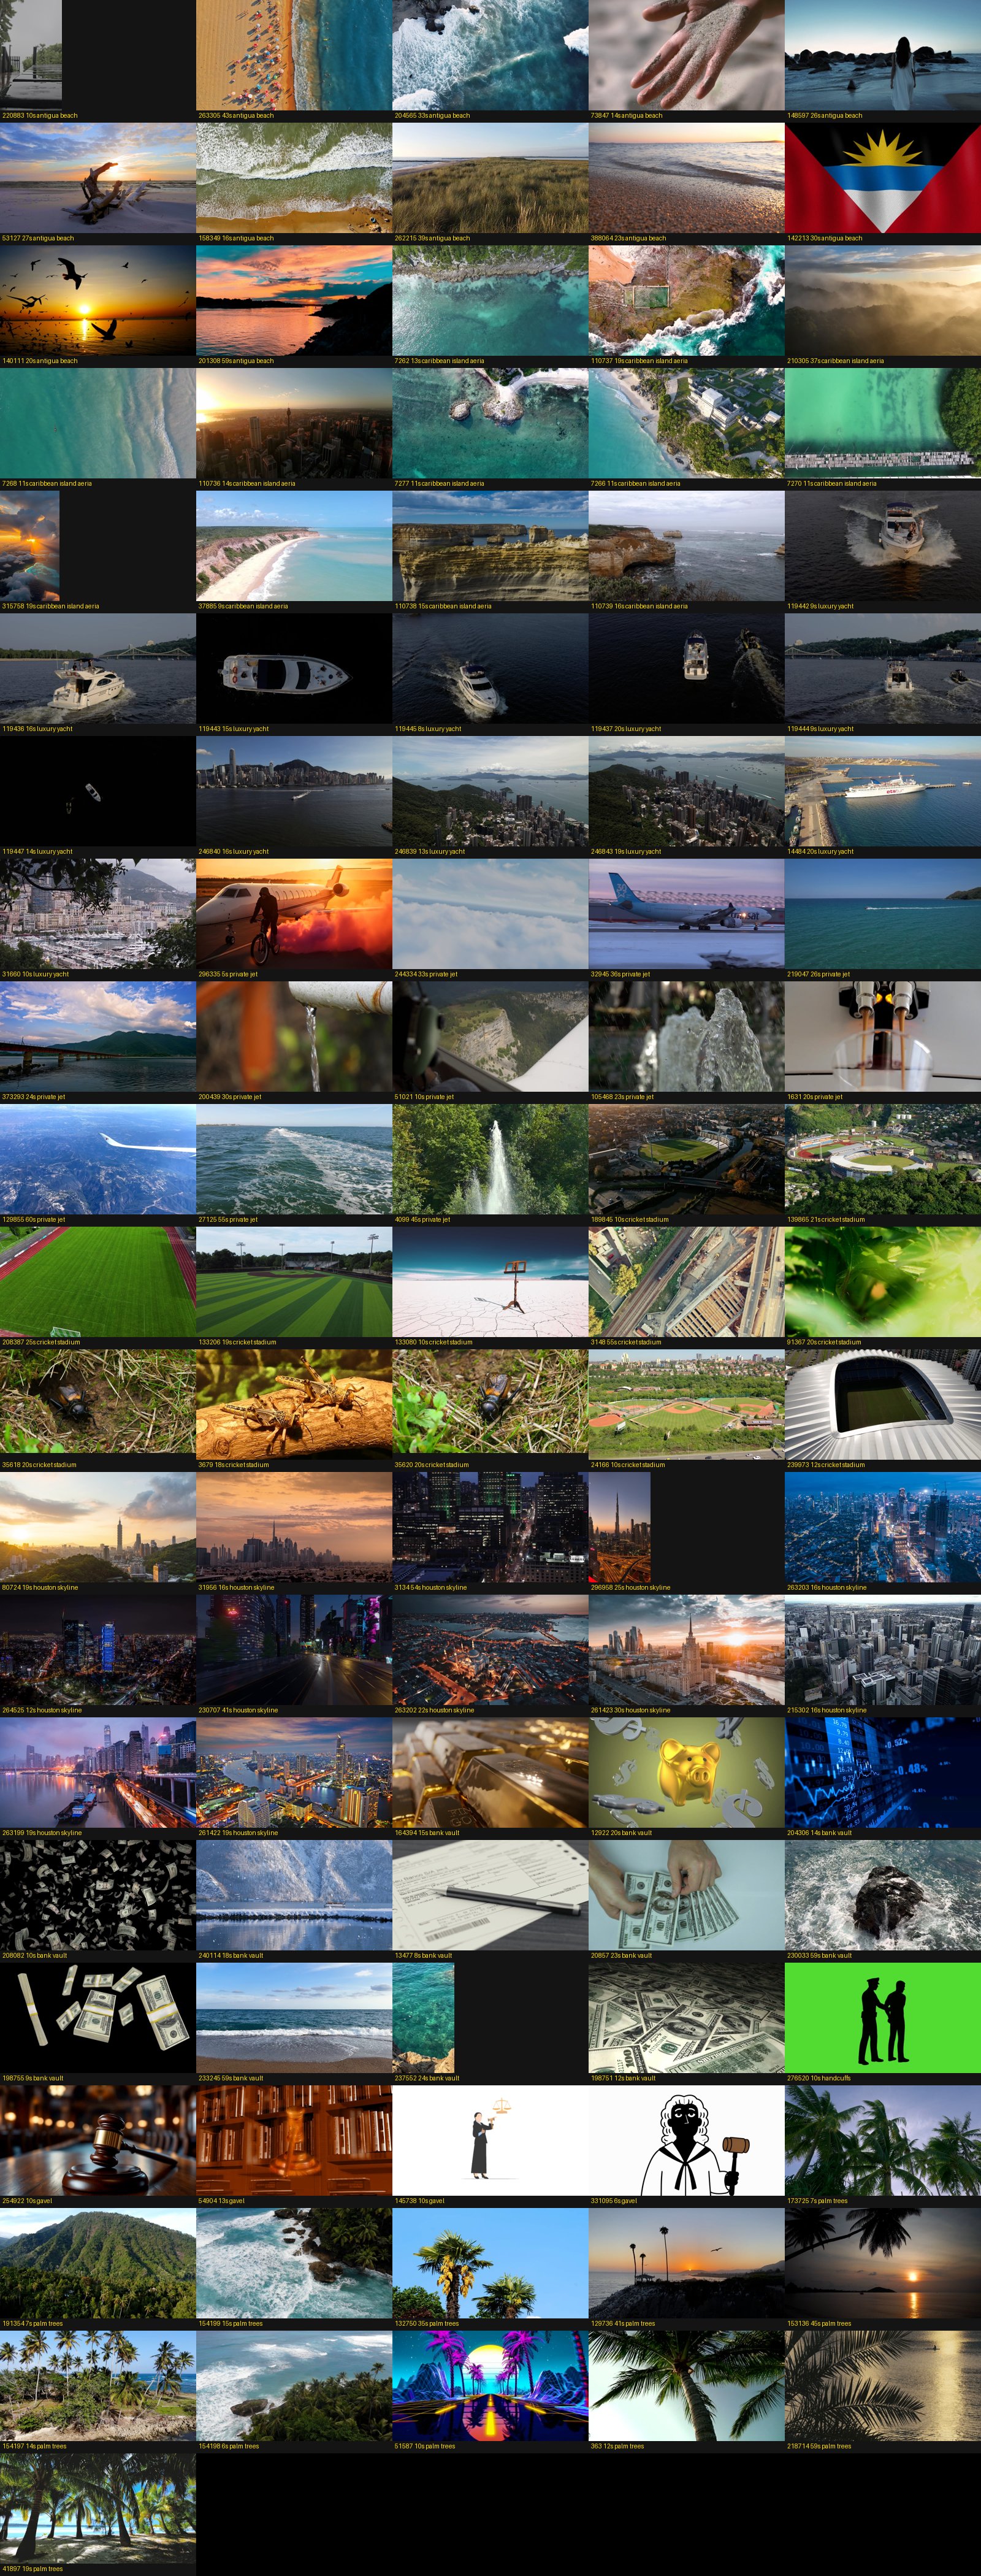 220883 10s antigua beach
263305 43s antigua beach
204565 33s antigua beach
73847 14s antigua beach
148597 26s antigua beach
53127 27s antigua beach
158349 16s antigua beach
262215 39s antigua beach
388064 23s antigua beach
142213 30s antigua beach
140111 20s antigua beach
201308 59s antigua beach
7262 13s caribbean island aeria
110737 19s caribbean island aeria
210305 37s caribbean island aeria
7268 11s caribbean island aeria
110736 14s caribbean island aeria
7277 11s caribbean island aeria
7266 11s caribbean island aeria
7270 11s caribbean island aeria
315758 19s caribbean island aeria
37885 9s caribbean island aeria
110738 15s caribbean island aeria
110739 16s caribbean island aeria
119442 9s luxury yacht
119436 16s luxury yacht
119443 15s luxury yacht
119445 8s luxury yacht
119437 20s luxury yacht
119444 9s luxury yacht
119447 14s luxury yacht
246840 16s luxury yacht
246839 13s luxury yacht
246843 19s luxury yacht
14484 20s luxury yacht
31660 10s luxury yacht
296335 5s private jet
244334 33s private jet
32945 36s private jet
219047 26s private jet
373293 24s private jet
200439 30s private jet
51021 10s private jet
105468 23s private jet
1631 20s private jet
129855 60s private jet
27125 55s private jet
4099 45s private jet
189845 10s cricket stadium
139865 21s cricket stadium
208387 25s cricket stadium
133206 19s cricket stadium
133080 10s cricket stadium
3148 55s cricket stadium
91367 20s cricket stadium
35618 20s cricket stadium
3679 18s cricket stadium
35620 20s cricket stadium
24166 10s cricket stadium
239973 12s cricket stadium
80724 19s houston skyline
31956 16s houston skyline
3134 54s houston skyline
296958 25s houston skyline
263203 16s houston skyline
264525 12s houston skyline
230707 41s houston skyline
263202 22s houston skyline
261423 30s houston skyline
215302 16s houston skyline
263199 19s houston skyline
261422 19s houston skyline
164394 15s bank vault
12922 20s bank vault
-0.52%
-0.48%
204306 14s bank vault
208082 10s bank vault
240114 18s bank vault
13477 8s bank vault
20857 23s bank vault
230033 59s bank vault
198755 9s bank vault
233245 59s bank vault
237552 24s bank vault
198751 12s bank vault
276520 10s handcuffs
254922 10s gavel
54904 13s gavel
145738 10s gavel
331095 6s gavel
173725 7s palm trees
191354 7s palm trees
154199 15s palm trees
132750 35s palm trees
129736 41s palm trees
153136 45s palm trees
154197 14s palm trees
154198 6s palm trees
51587 10s palm trees
363 12s palm trees
218714 59s palm trees
41897 19s palm trees